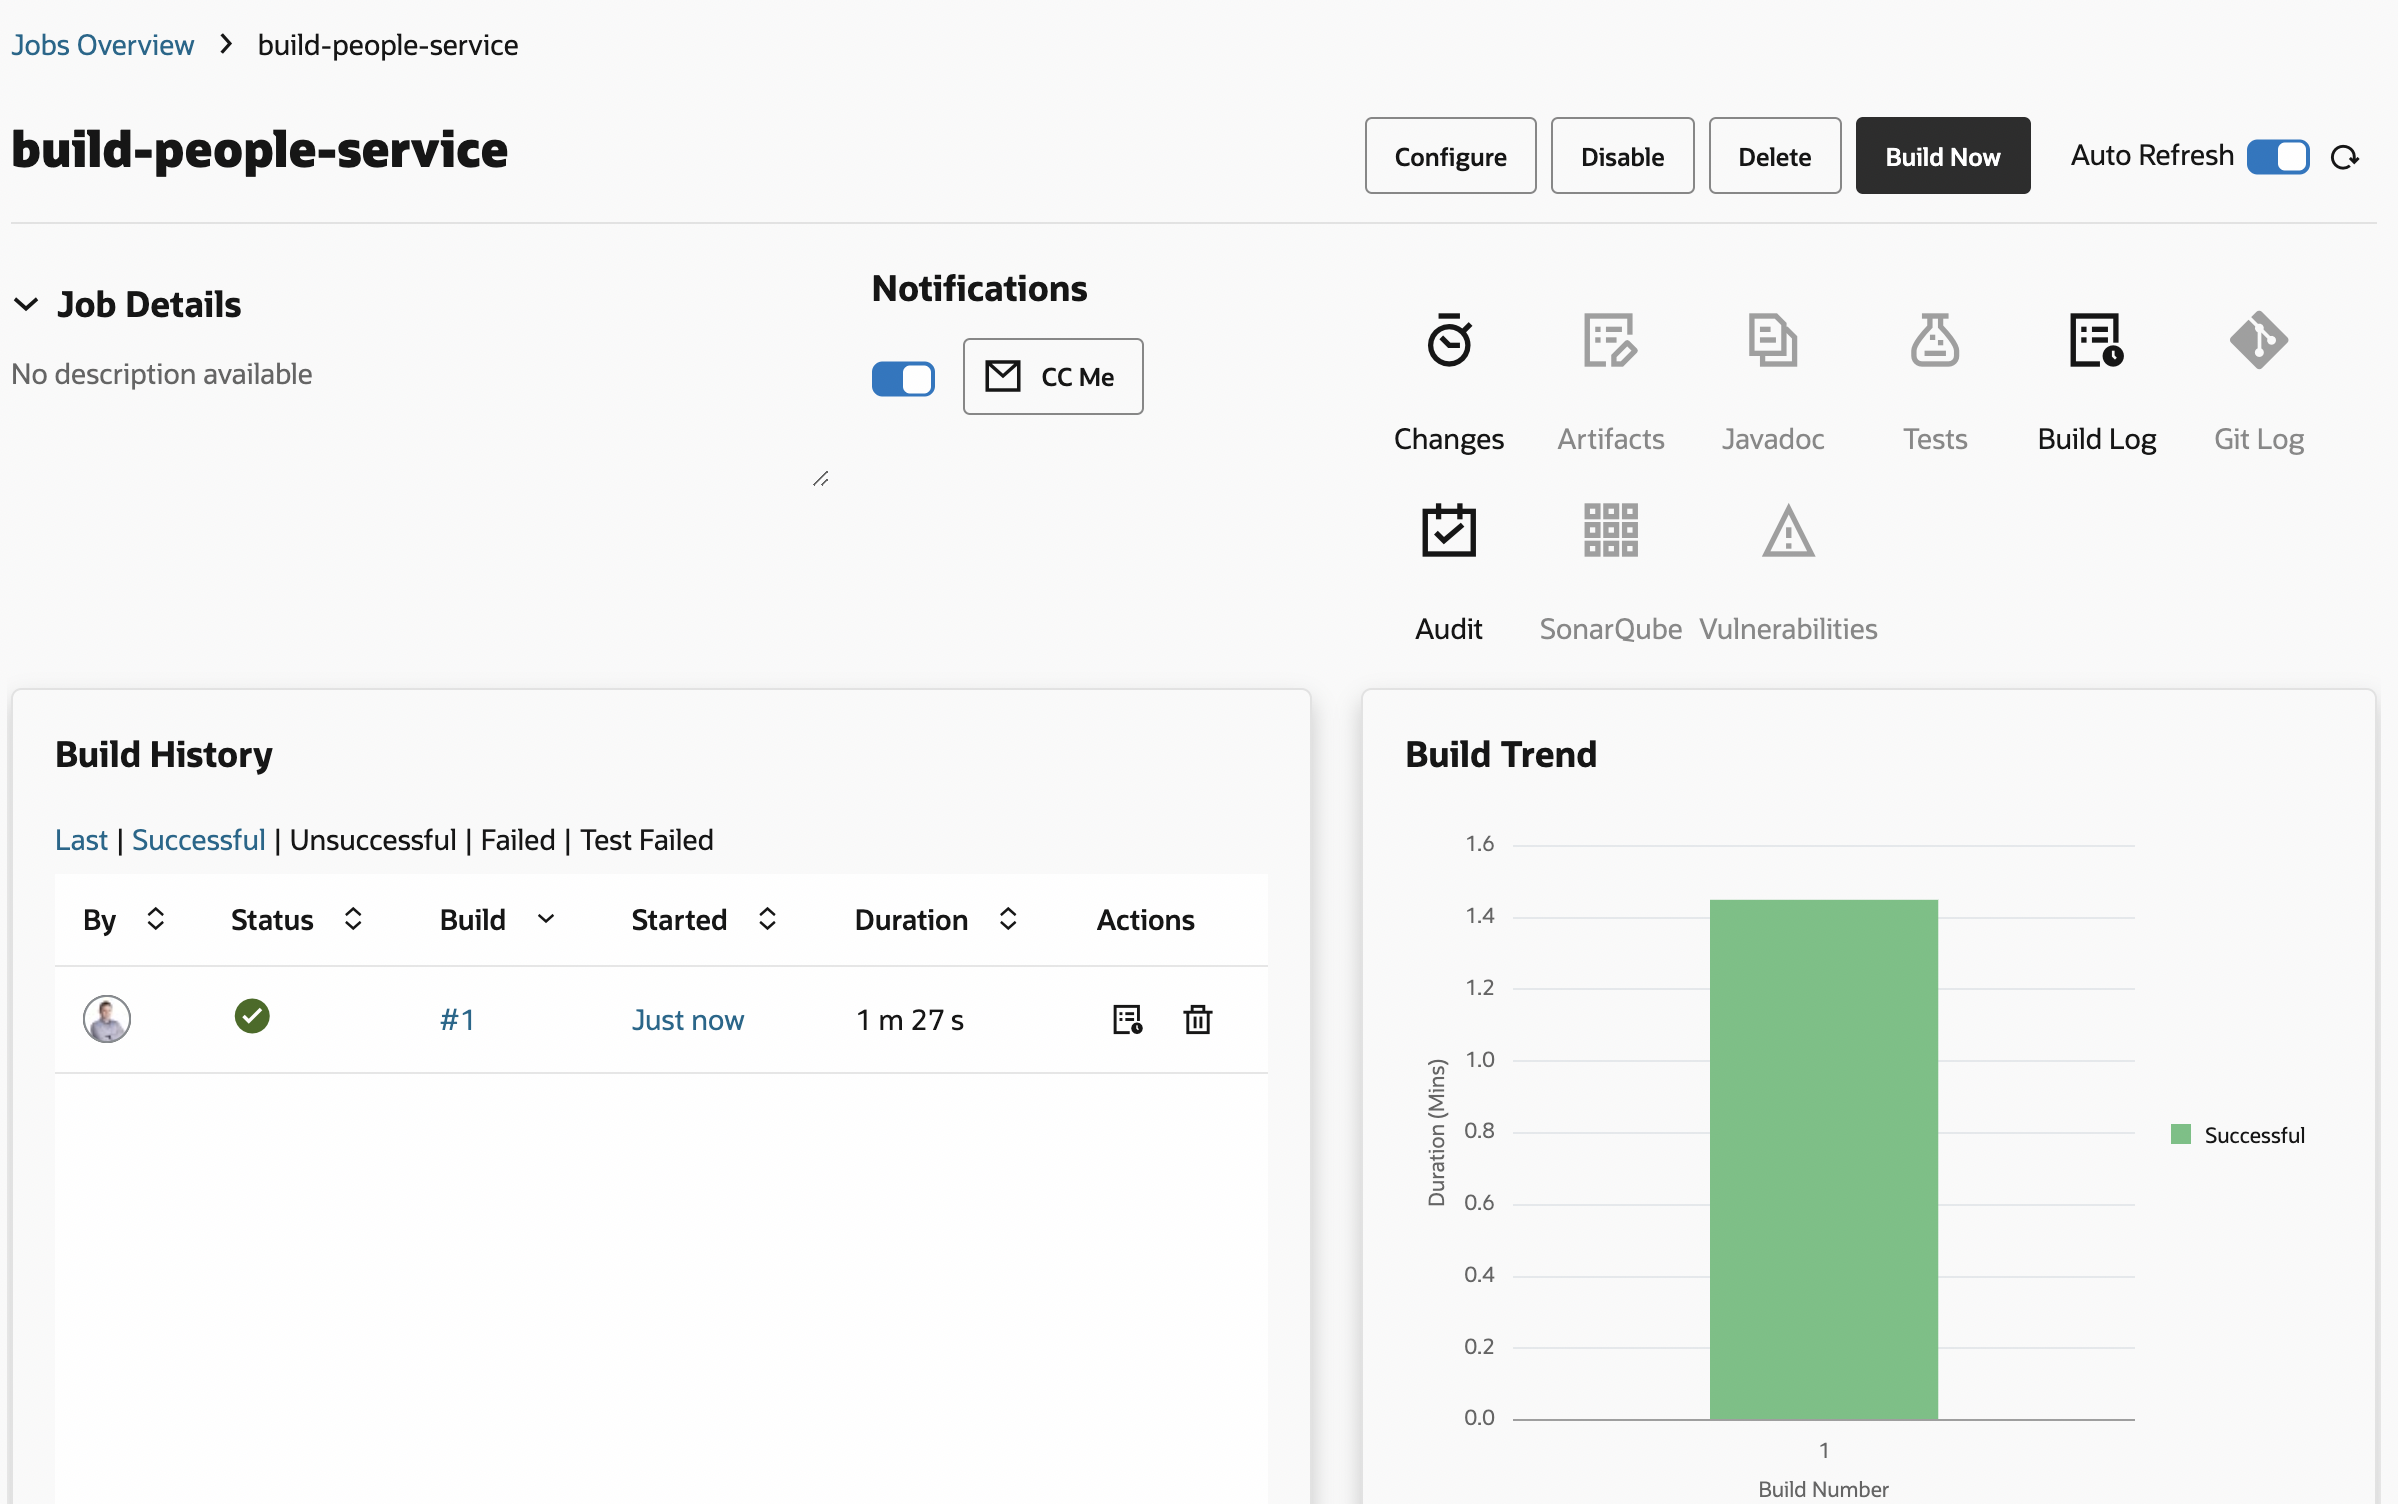 Jobs Overview > build-people-service
build-people-service
Configure
Disable
Delete
Build Now
Auto Refresh
Job Details
No description available
Notifications
CC Me
Changes
Artifacts
Javadoc
Tests
Build Log
Git Log
Audit
SonarQube
Vulnerabilities
Build History
Last | Successful | Unsuccessful | Failed | Test Failed
By Status Build Started Duration Actions
#1 Just now 1 m 27 s
Build Trend
1.6
1.4
1.2
1.0
0.8
0.6
0.4
0.2
0.0
Duration (Mins)
1
Build Number
Successful